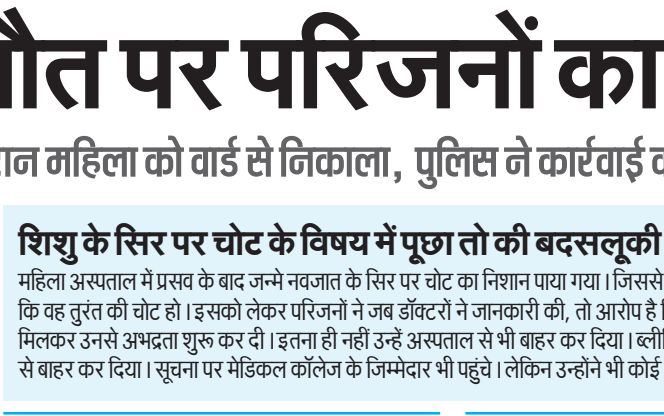 पर परिजनों का
महिला को वार्ड से निकाला, पुलिस ने कार्रवाई
शिशु के सिर पर चोट के विषय में पूछा तो की बदसलूकी
महिला अस्पताल में प्रसव के बाद जन्मे नवजात के सिर पर चोट का निशान पाया गया। जिससे
कि वह तुरंत की चोट हो। इसको लेकर परिजनों ने जब डॉक्टरों ने जानकारी की, तो आरोप है
मिलकर उनसे अभद्रता शुरू कर दी। इतना ही नहीं उन्हें अस्पताल से भी बाहर कर दिया।
से बाहर कर दिया। सूचना पर मेडिकल कॉलेज के जिम्मेदार भी पहुंचे। लेकिन उन्होंने भी कोई